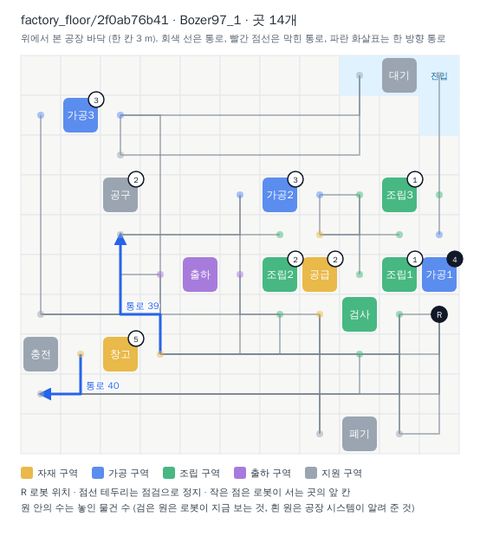 factory_floor/2f0ab76b41 · Bozer97_1 · 곳 14개
위에서 본 공장 바닥 (한 칸 3 m). 회색 선은 통로, 빨간 점선은 막힌 통로, 파란 화살표는 한 방향 통로
대기
전립
3
가공3
2
공구
3
가공2
1
조립3
출하
2
조립2
2
공급
1
조립1
4
가공1
통로 39
검사
R
충전
5
창고
통로 40
폐기
자재 구역
가공 구역
조립 구역
출하 구역
지원 구역
R 로봇 위치 · 점선 테두리는 점검으로 정지 · 작은 점은 로봇이 서는 곳의 앞 칸
원 안의 수는 놓인 물건 수 (검은 원은 로봇이 지금 보는 것, 흰 원은 공장 시스템이 알려 준 것)